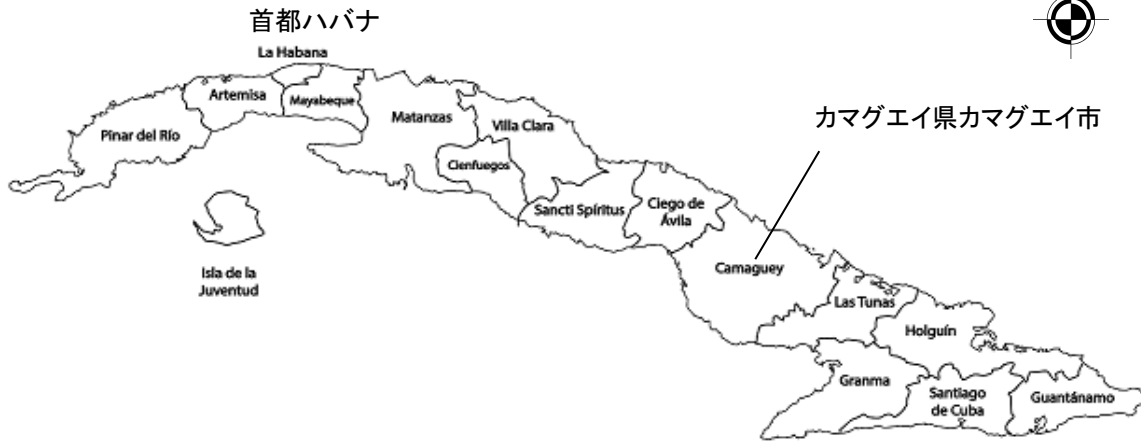 首都ハバナ
La Habana
Artemisa
Mayabeque
Pinar del Río
Matanzas
Villa Clara
カマグエイ県カマグエイ市
Cienfuegos
Sancti Spíritus
Ciego de
Ávila
Isla de la
Juventud
Camaguey
Las Tunas
Holguín
Granma
Santiago
de Cuba
Guantánamo